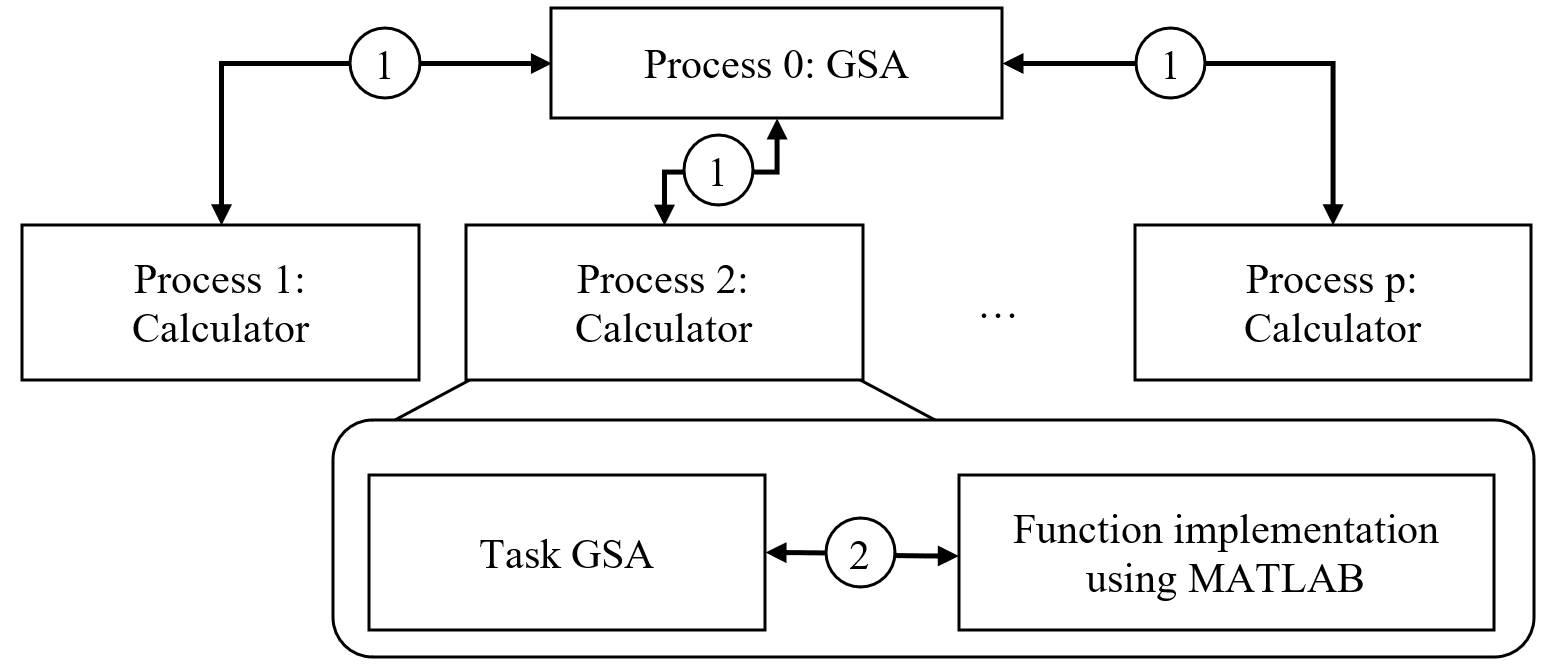 1
Process 0: GSA
1
1
Process 1:
Calculator
Process 2:
Calculator
…
Process p:
Calculator
Task GSA
2
Function implementation
using MATLAB